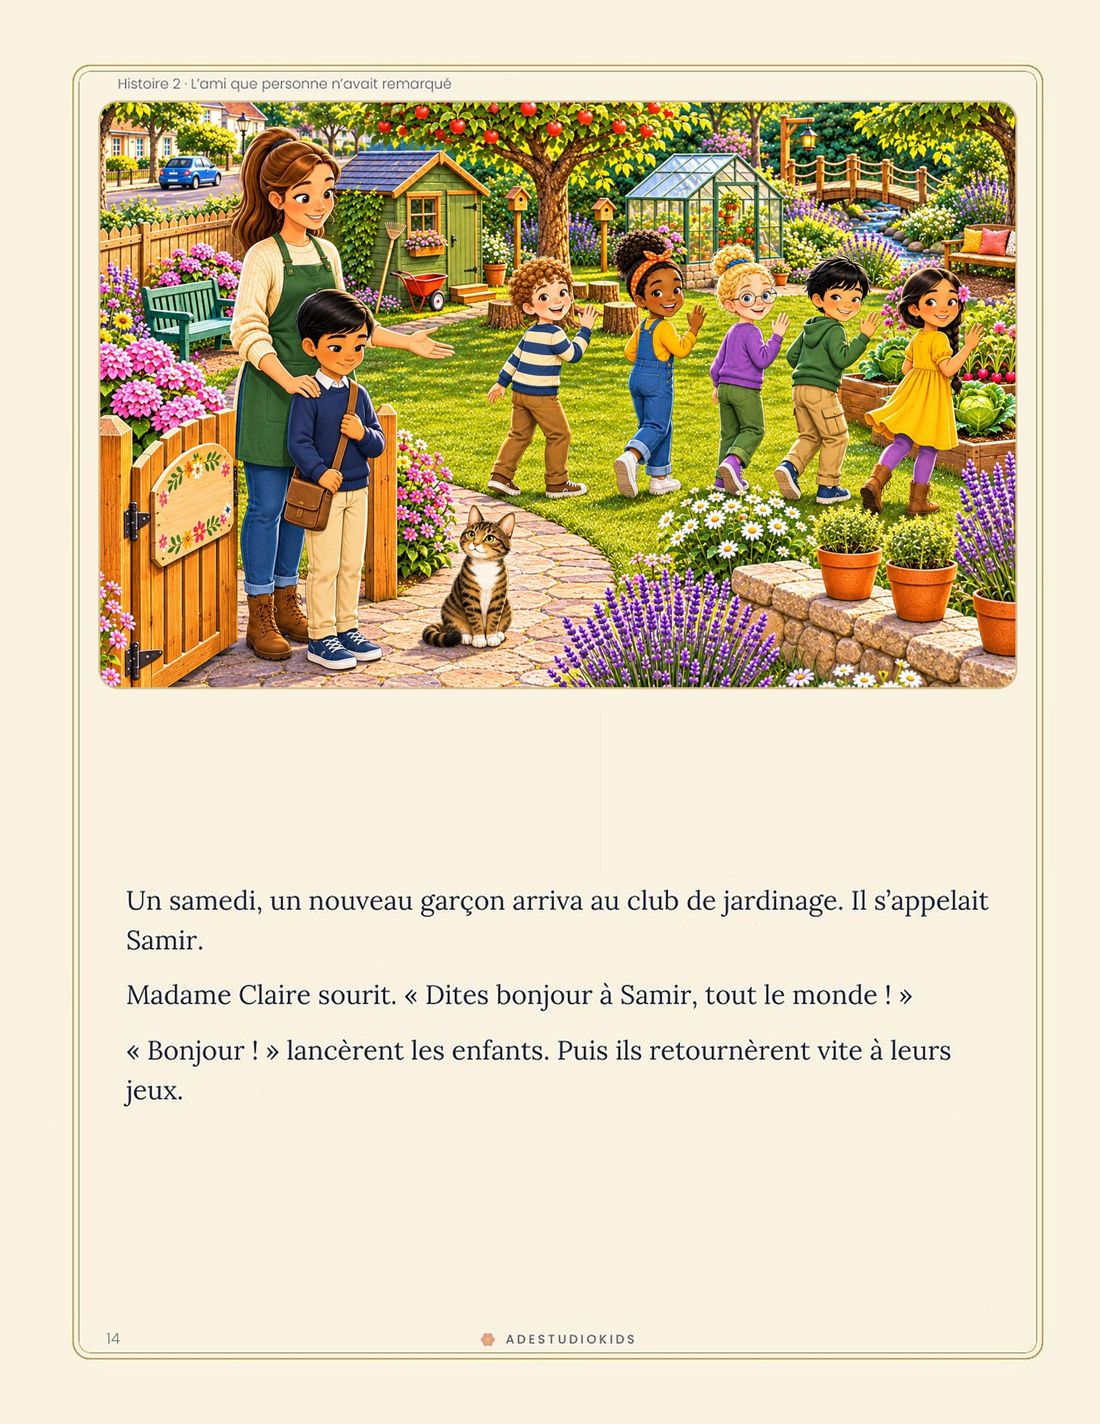 Histoire 2 · L’ami que personne n’avait remarqué
Un samedi, un nouveau garçon arriva au club de jardinage. Il s’appelait
Samir.
Madame Claire sourit. « Dites bonjour à Samir, tout le monde ! »
« Bonjour ! » lancèrent les enfants. Puis ils retournèrent vite à leurs
jeux.
14
ADESTUDIOKIDS